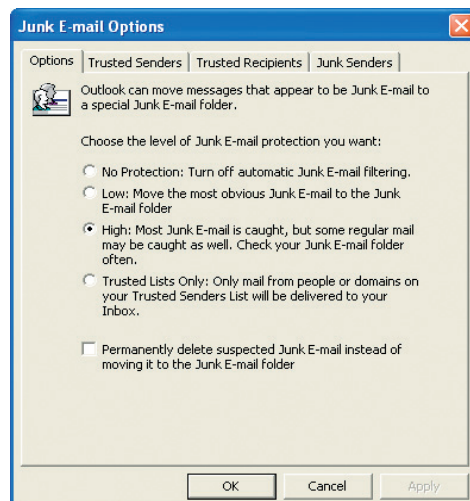 Junk E-mail Options
Options
Trusted Senders
Trusted Recipients
Junk Senders
Outlook can move messages that appear to be Junk E-mail to
a special Junk E-mail folder.
Choose the level of Junk E-mail protection you want:
No Protection: Turn off automatic Junk E-mail filtering.
Low: Move the most obvious Junk E-mail to the Junk
E-mail folder
High: Most Junk E-mail is caught, but some regular mail
may be caught as well. Check your Junk E-mail folder
often.
Trusted Lists Only: Only mail from people or domains on
your Trusted Senders List will be delivered to your
Inbox.
Permanently delete suspected Junk E-mail instead of
moving it to the Junk E-mail folder
OK
Cancel
Apply